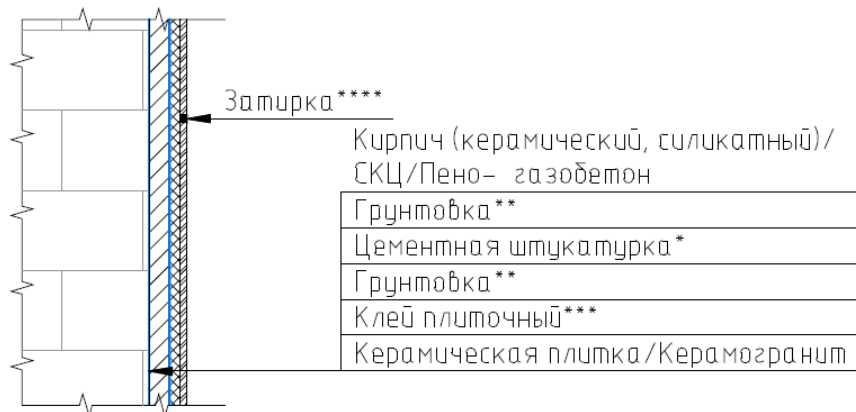 Затирка****
Кирпич (керамический, силикатный)/
СКЦ/Пено- газобетон
Грунтовка**
Цементная штукатурка*
Грунтовка**
Клей плиточный***
Керамическая плитка/Керамогранит